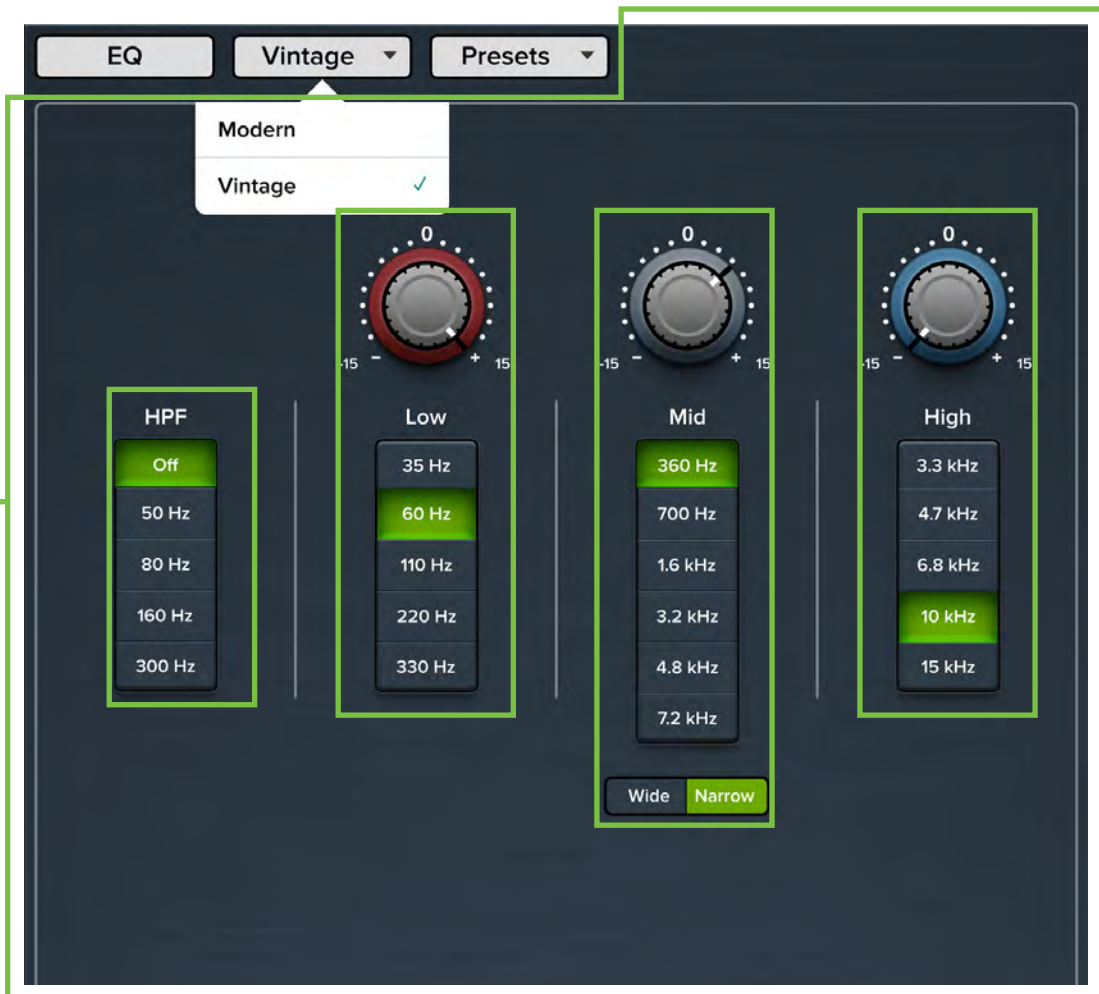 EQ
Vintage
Presets
Modern
Vintage ✓
0
-15 − + 15
0
-15 − + 15
0
-15 − + 15
HPF
Off
50 Hz
80 Hz
160 Hz
300 Hz
Low
35 Hz
60 Hz
110 Hz
220 Hz
330 Hz
Mid
360 Hz
700 Hz
1.6 kHz
3.2 kHz
4.8 kHz
7.2 kHz
Wide Narrow
High
3.3 kHz
4.7 kHz
6.8 kHz
10 kHz
15 kHz